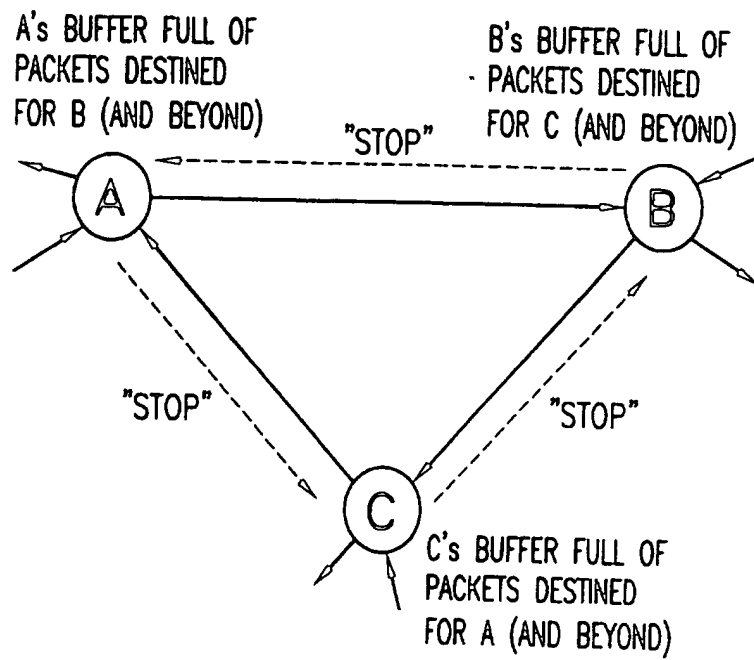 A's BUFFER FULL OF
PACKETS DESTINED
FOR B (AND BEYOND)
B's BUFFER FULL OF
PACKETS DESTINED
FOR C (AND BEYOND)
"STOP"
A
B
"STOP"
"STOP"
C
C's BUFFER FULL OF
PACKETS DESTINED
FOR A (AND BEYOND)